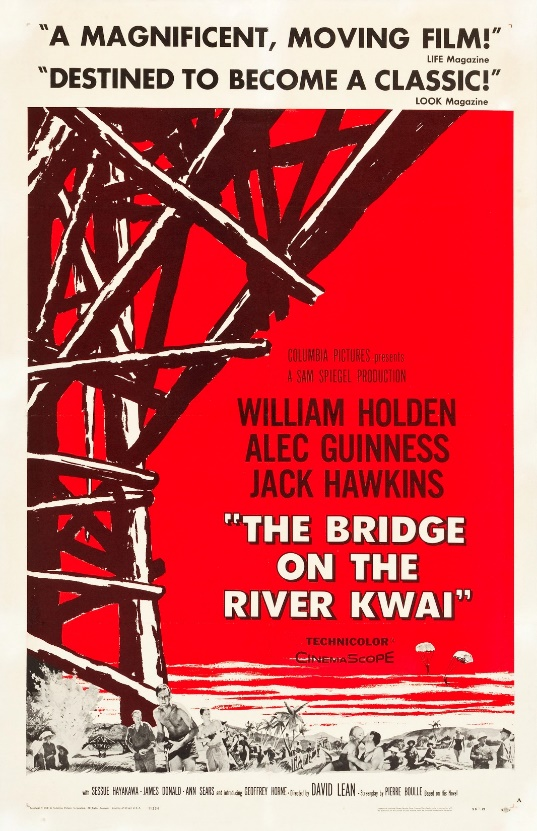 "A MAGNIFICENT, MOVING FILM!"
LIFE Magazine
"DESTINED TO BECOME A CLASSIC!"
LOOK Magazine
COLUMBIA PICTURES presents
A SAM SPIEGEL PRODUCTION
WILLIAM HOLDEN
ALEC GUINNESS
JACK HAWKINS
"THE BRIDGE
ON THE
RIVER KWAI"
TECHNICOLOR
CINEMASCOPE
with SESSUE HAYAKAWA · JAMES DONALD · ANN SEARS and introducing GEOFFREY HORNE · Directed by DAVID LEAN · Screenplay by PIERRE BOULLE Based on His Novel